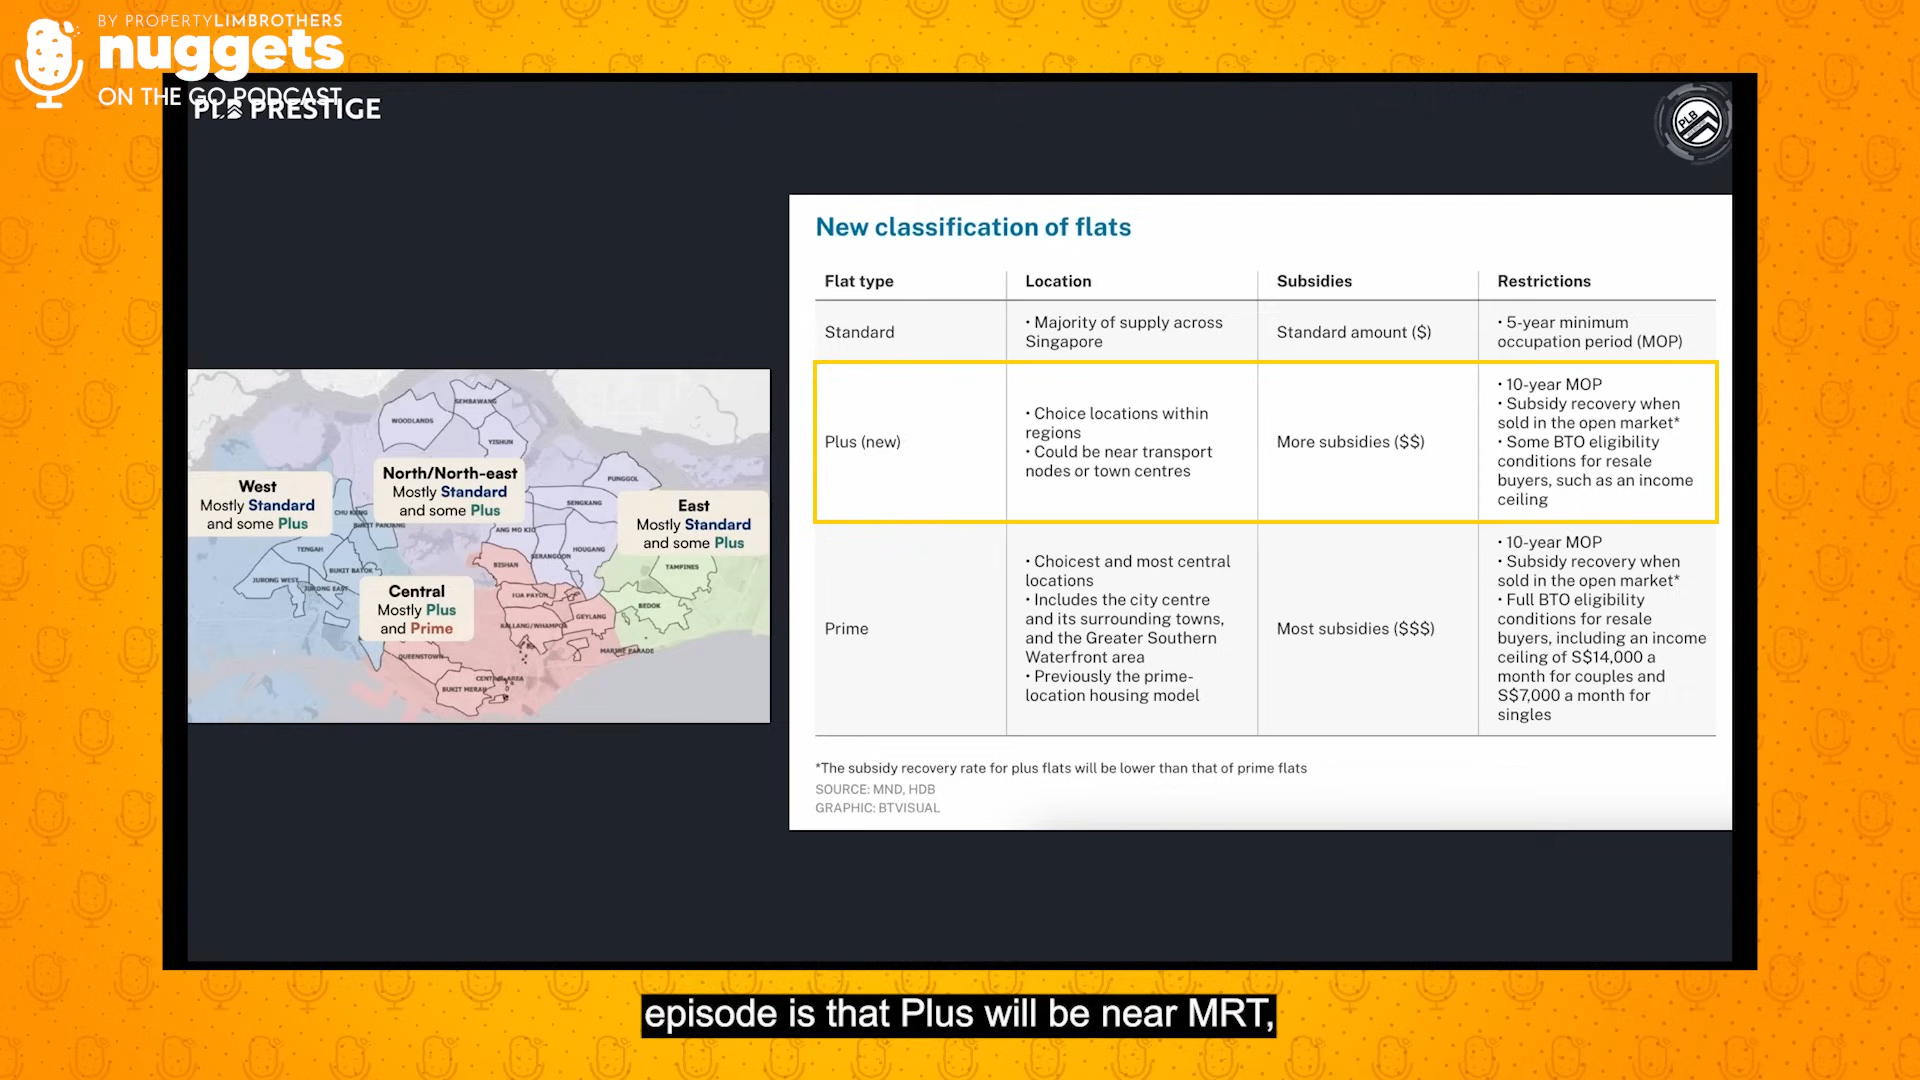 BY PROPERTYLIMBROTHERS
nuggets
ON THE GO PODCAST
PLB PRESTIGE
PLB
New classification of flats
Flat type
Location
Subsidies
Restrictions
Standard
• Majority of supply across
Singapore
Standard amount ($)
• 5-year minimum
occupation period (MOP)
Plus (new)
• Choice locations within
regions
• Could be near transport
nodes or town centres
More subsidies ($$)
• 10-year MOP
• Subsidy recovery when
sold in the open market*
• Some BTO eligibility
conditions for resale
buyers, such as an income
ceiling
Prime
• Choicest and most central
locations
• Includes the city centre
and its surrounding towns,
and the Greater Southern
Waterfront area
• Previously the prime-
location housing model
Most subsidies ($$$)
• 10-year MOP
• Subsidy recovery when
sold in the open market*
• Full BTO eligibility
conditions for resale
buyers, including an income
ceiling of S$14,000 a
month for couples and
S$7,000 a month for
singles
*The subsidy recovery rate for plus flats will be lower than that of prime flats
SOURCE: MND, HDB
GRAPHIC: BTVISUAL
SEMBAWANG
WOODLANDS
YISHUN
North/North-east
Mostly Standard
and some Plus
PUNGGOL
West
Mostly Standard
and some Plus
SENGKANG
East
Mostly Standard
and some Plus
BUKIT PANJANG
ANG MO KIO
TENGAH
HOUGANG
SERANGOON
BISHAN
TAMPINES
BUKIT BATOK
JURONG WEST
JURONG EAST
Central
Mostly Plus
and Prime
TOA PAYOH
BEDOK
GEYLANG
KALLANG/WHAMPOA
MARINE PARADE
QUEENSTOWN
CENTRAL AREA
BUKIT MERAH
episode is that Plus will be near MRT,